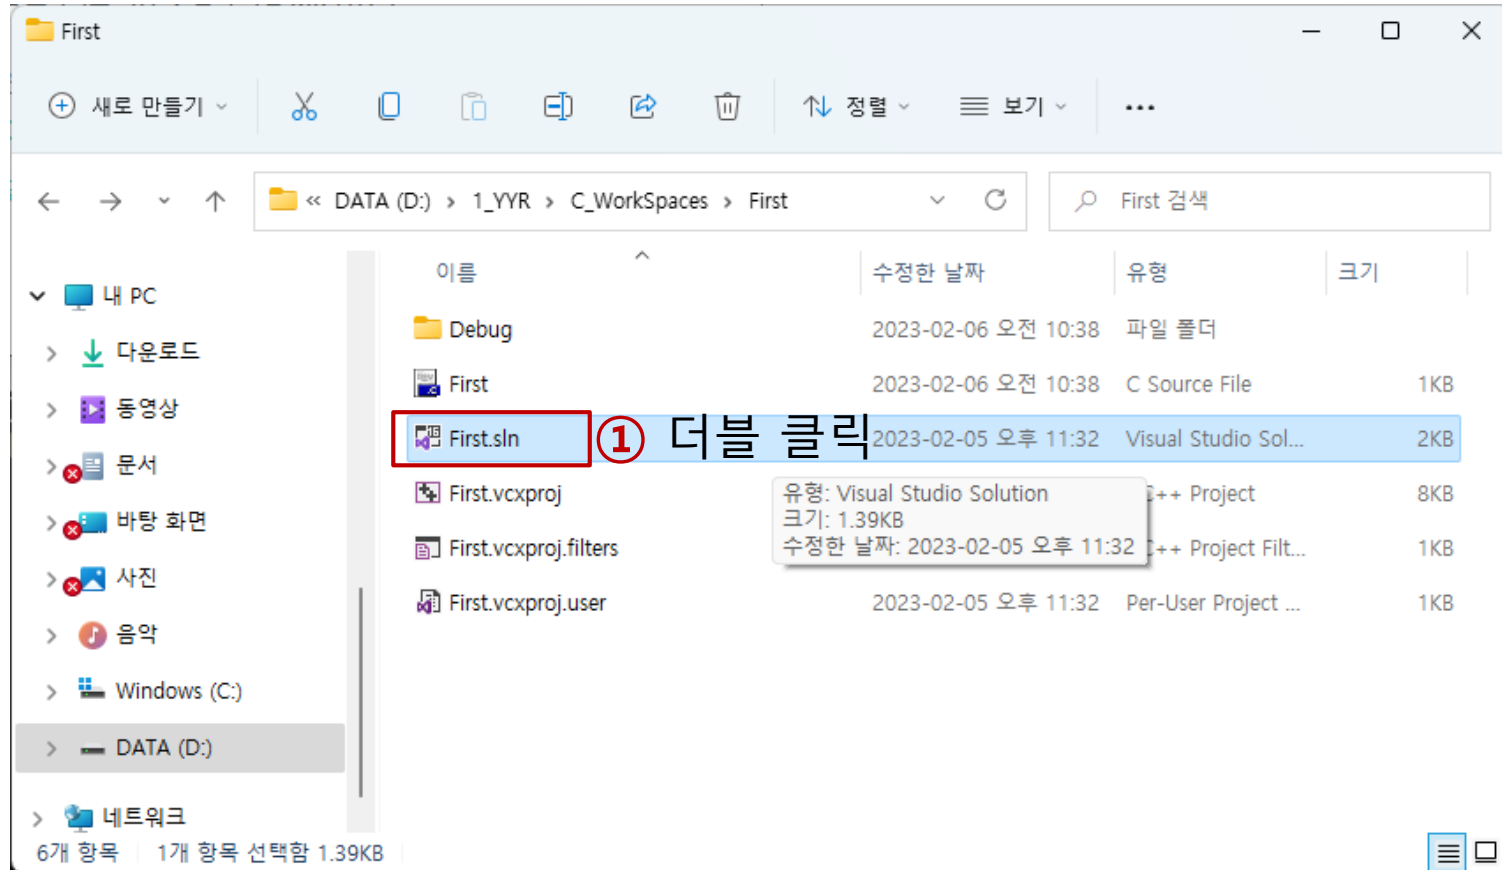 First
새로 만들기
정렬
보기
« DATA (D:) > 1_YYR > C_WorkSpaces > First
First 검색
이름 수정한 날짜 유형 크기
내 PC
다운로드
동영상
문서
바탕 화면
사진
음악
Windows (C:)
DATA (D:)
네트워크
Debug 2023-02-06 오전 10:38 파일 폴더
First 2023-02-06 오전 10:38 C Source File 1KB
First.sln ① 더블 클릭 2023-02-05 오후 11:32 Visual Studio Sol... 2KB
First.vcxproj C++ Project 8KB
유형: Visual Studio Solution
크기: 1.39KB
수정한 날짜: 2023-02-05 오후 11:32
First.vcxproj.filters C++ Project Filt... 1KB
First.vcxproj.user 2023-02-05 오후 11:32 Per-User Project ... 1KB
6개 항목 1개 항목 선택함 1.39KB